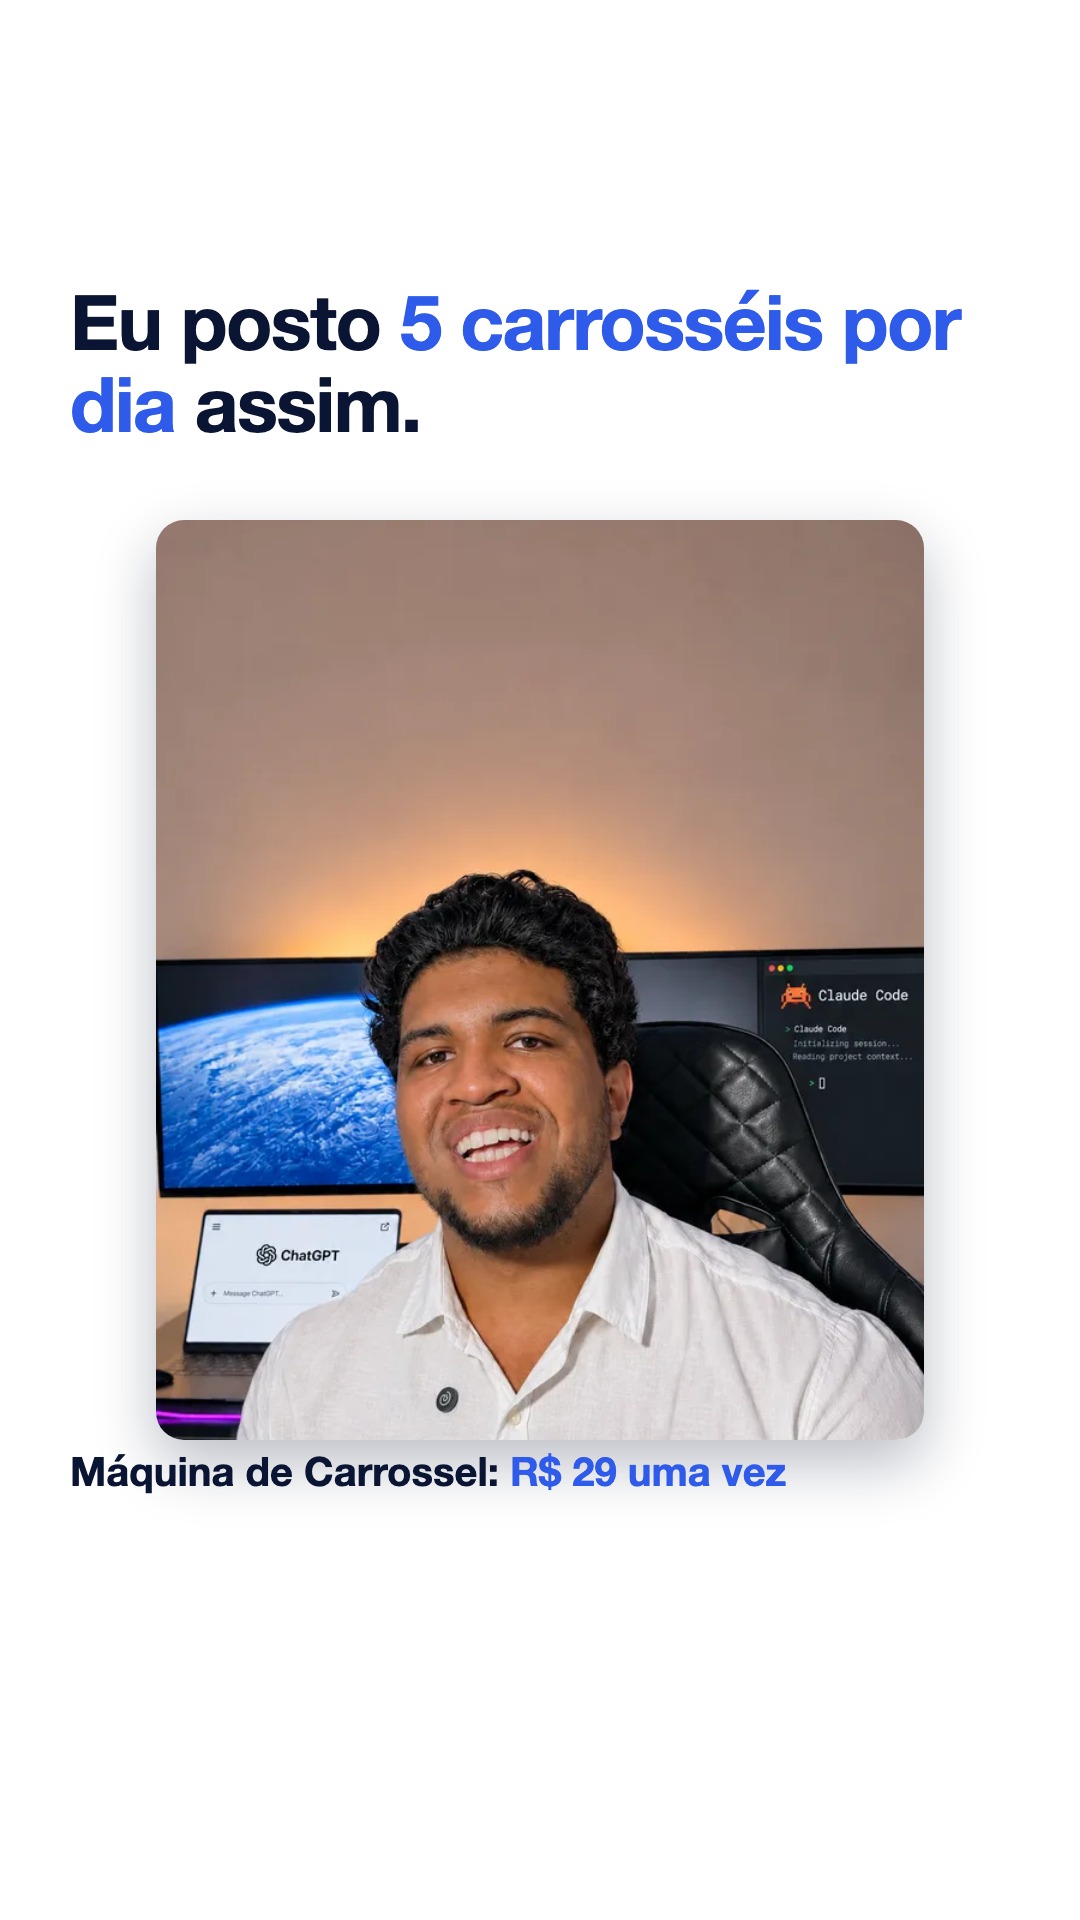 Eu posto 5 carrosséis por
dia assim.
Claude Code
> Claude Code
Initializing session...
Reading project context...
>
ChatGPT
+ Message ChatGPT...
Máquina de Carrossel: R$ 29 uma vez